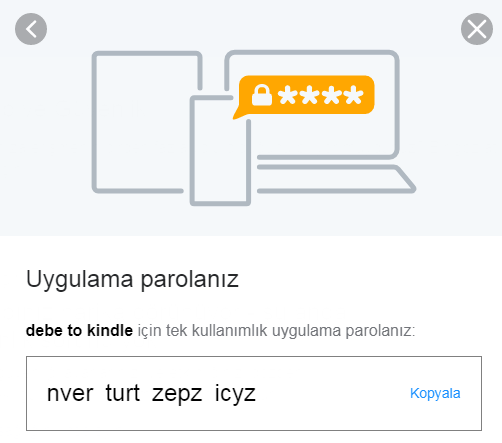 Uygulama parolanız
debe to kindle için tek kullanımlık uygulama parolanız:
nver turt zepz icyz
Kopyala